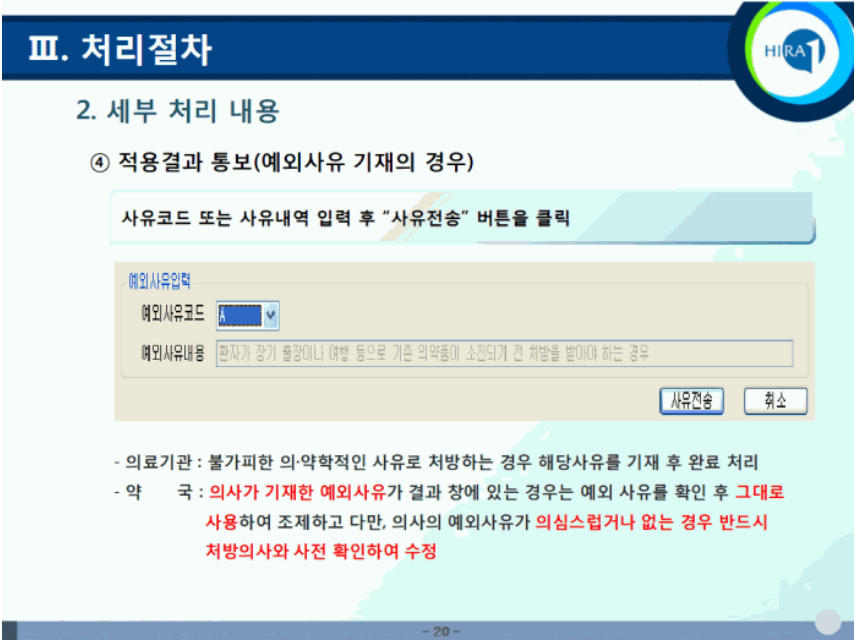 Ⅲ. 처리절차
HIRA
2. 세부 처리 내용
④ 적용결과 통보(예외사유 기재의 경우)
사유코드 또는 사유내역 입력 후 “사유전송” 버튼을 클릭
예외사유입력
예외사유코드 A
예외사유내용 환자가 장기 출장이나 여행 등으로 기존 의약품이 소진되기 전 처방을 받아야 하는 경우
사유전송 취소
- 의료기관 : 불가피한 의·약학적인 사유로 처방하는 경우 해당사유를 기재 후 완료 처리
- 약 국 : 의사가 기재한 예외사유가 결과 창에 있는 경우는 예외 사유를 확인 후 그대로
사용하여 조제하고 다만, 의사의 예외사유가 의심스럽거나 없는 경우 반드시
처방의사와 사전 확인하여 수정
- 20 -